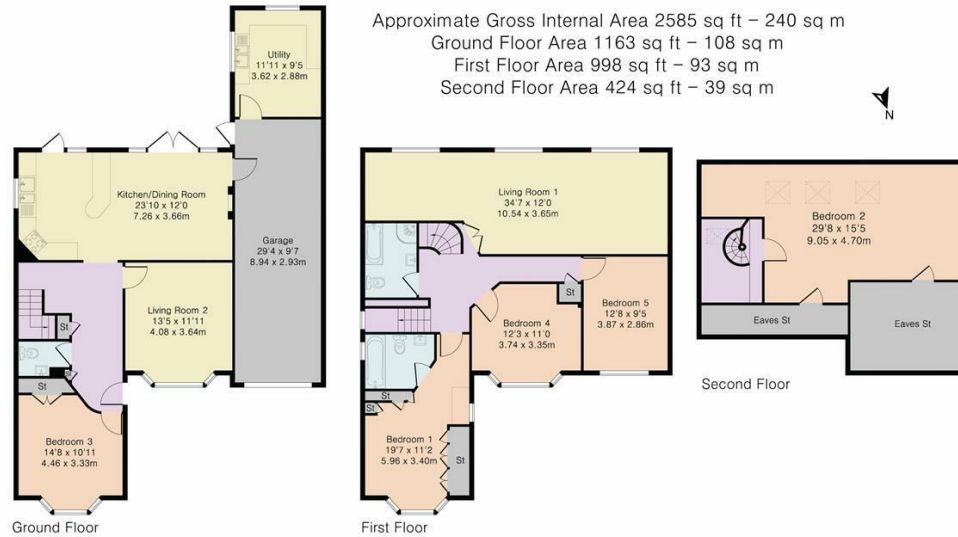 Approximate Gross Internal Area 2585 sq ft – 240 sq m
Ground Floor Area 1163 sq ft – 108 sq m
First Floor Area 998 sq ft – 93 sq m
Second Floor Area 424 sq ft – 39 sq m
N
Utility
11'11 x 9'5
3.62 x 2.88m
Kitchen/Dining Room
23'10 x 12'0
7.26 x 3.66m
Garage
29'4 x 9'7
8.94 x 2.93m
Living Room 2
13'5 x 11'11
4.08 x 3.64m
St
St
St
Bedroom 3
14'8 x 10'11
4.46 x 3.33m
Ground Floor
Living Room 1
34'7 x 12'0
10.54 x 3.65m
St
Bedroom 5
12'8 x 9'5
3.87 x 2.86m
Bedroom 4
12'3 x 11'0
3.74 x 3.35m
St
St
Bedroom 1
19'7 x 11'2
5.96 x 3.40m
St
First Floor
Bedroom 2
29'8 x 15'5
9.05 x 4.70m
Eaves St
Eaves St
Second Floor